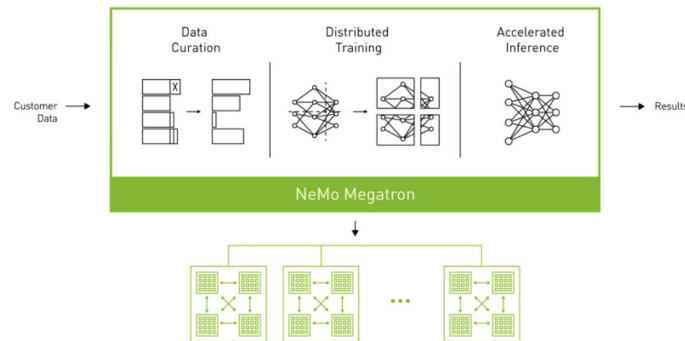 Data
Curation
Distributed
Training
Accelerated
Inference
X
Customer
Data
Results
NeMo Megatron